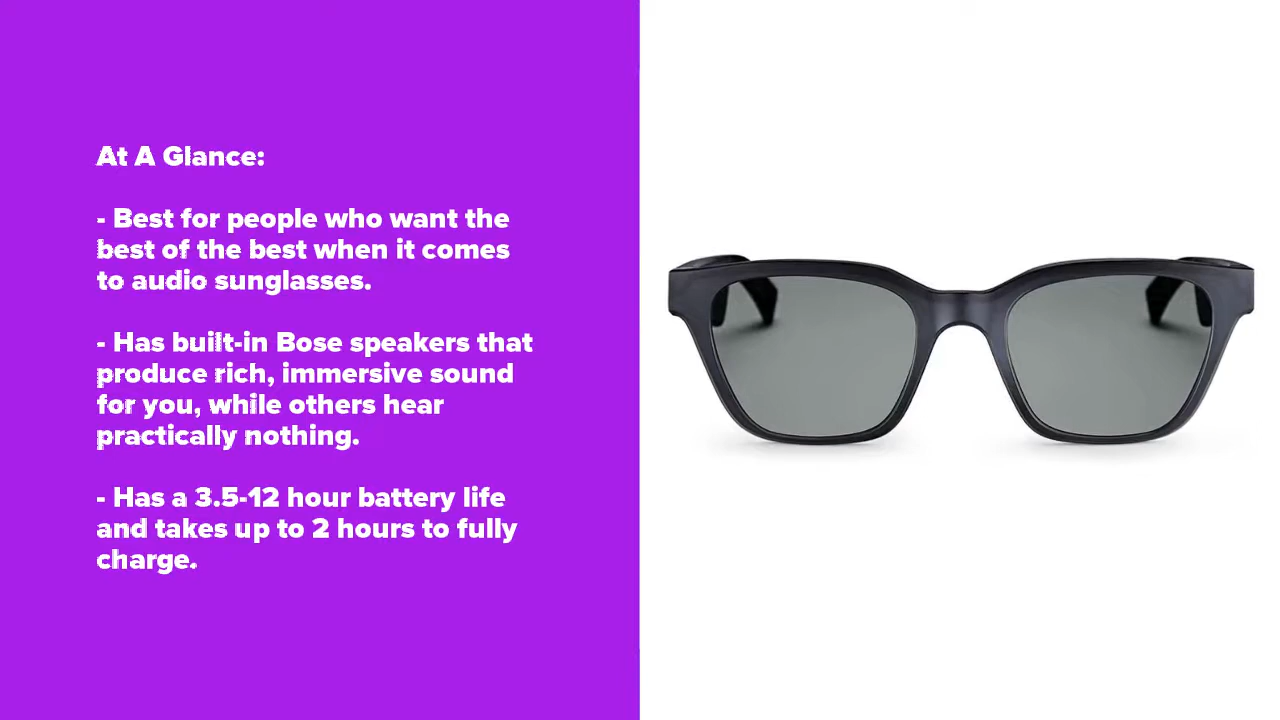 At A Glance:
- Best for people who want the
best of the best when it comes
to audio sunglasses.
- Has built-in Bose speakers that
produce rich, immersive sound
for you, while others hear
practically nothing.
- Has a 3.5-12 hour battery life
and takes up to 2 hours to fully
charge.